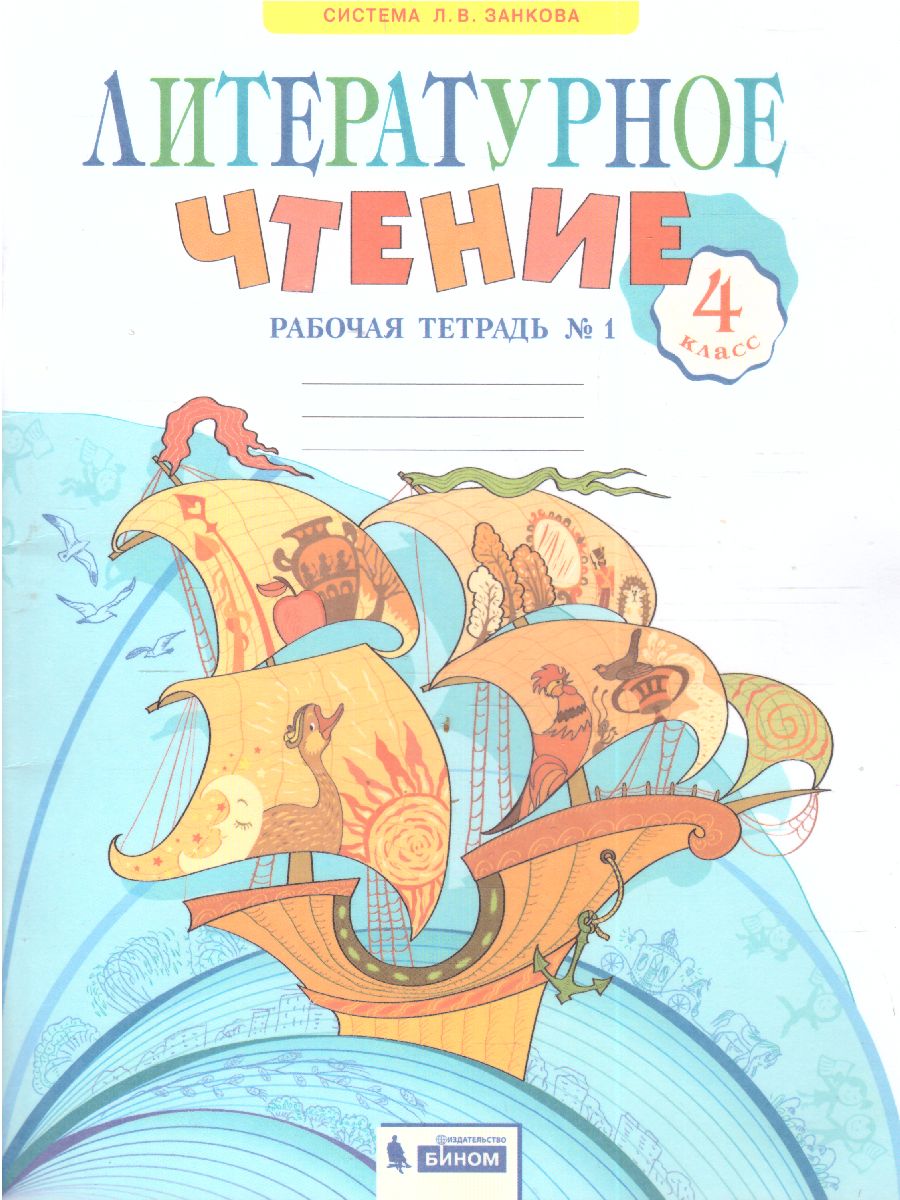 СИСТЕМА Л. В. ЗАНКОВА
ЛИТЕРАТУРНОЕ
ЧТЕНИЕ
4
класс
РАБОЧАЯ ТЕТРАДЬ № 1
ИЗДАТЕЛЬСТВО
БИНОМ